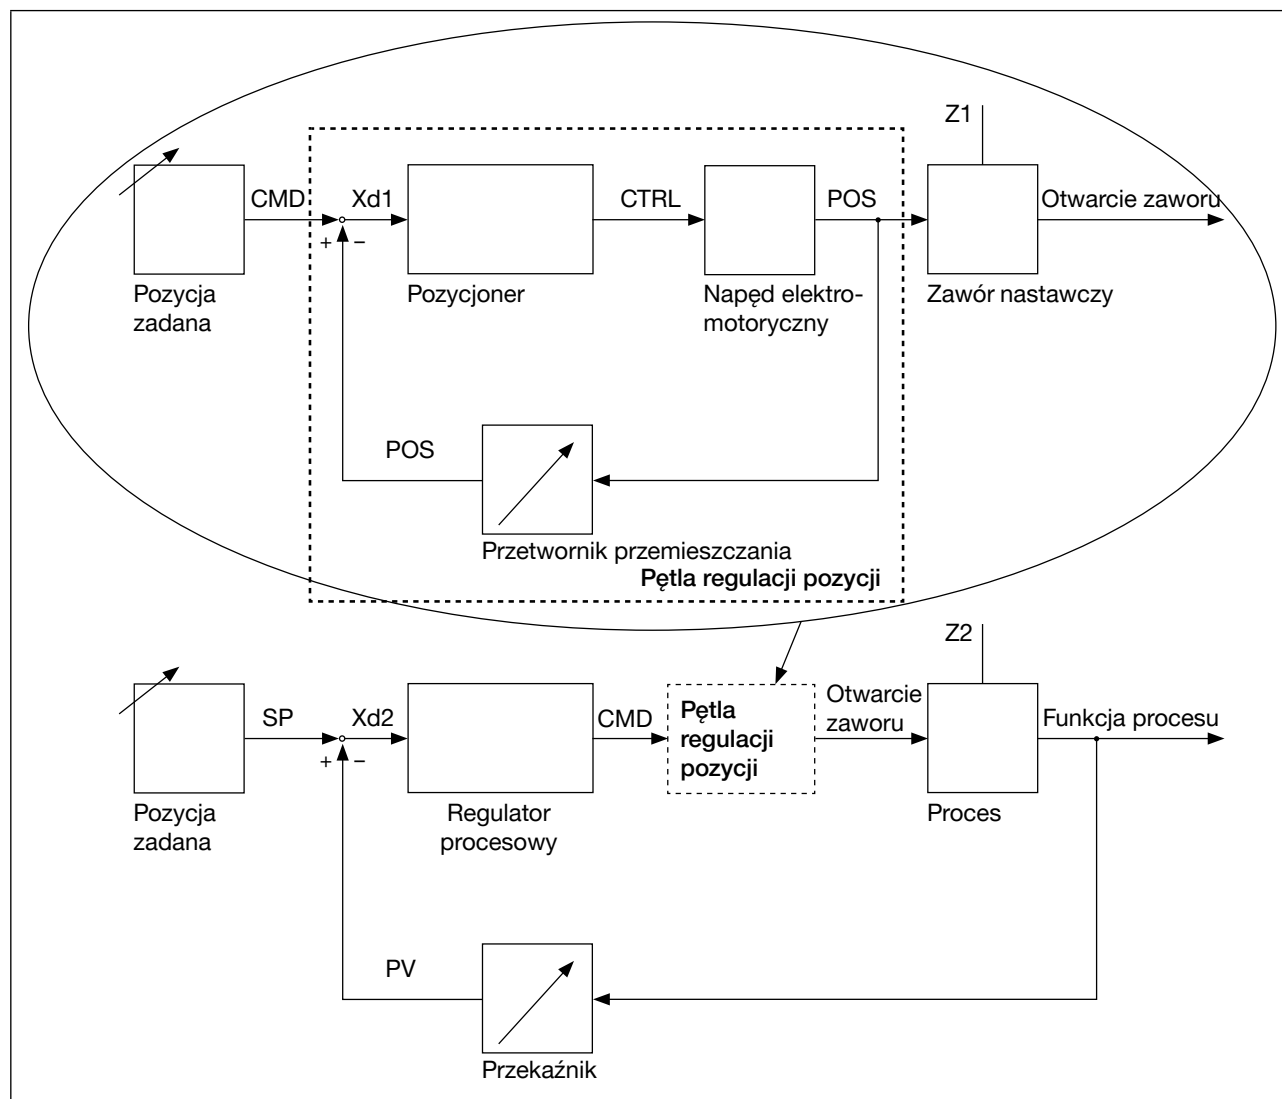 Z1
CMD
Xd1
CTRL
POS
Otwarcie zaworu
+ −
Pozycja
zadana
Pozycjoner
Napęd elektro-
motoryczny
Zawór nastawczy
POS
Przetwornik przemieszczania
Pętla regulacji pozycji
Z2
SP
Xd2
CMD
Pętla
regulacji
pozycji
Otwarcie
zaworu
Funkcja procesu
+ −
Pozycja
zadana
Regulator
procesowy
Proces
PV
Przekaźnik